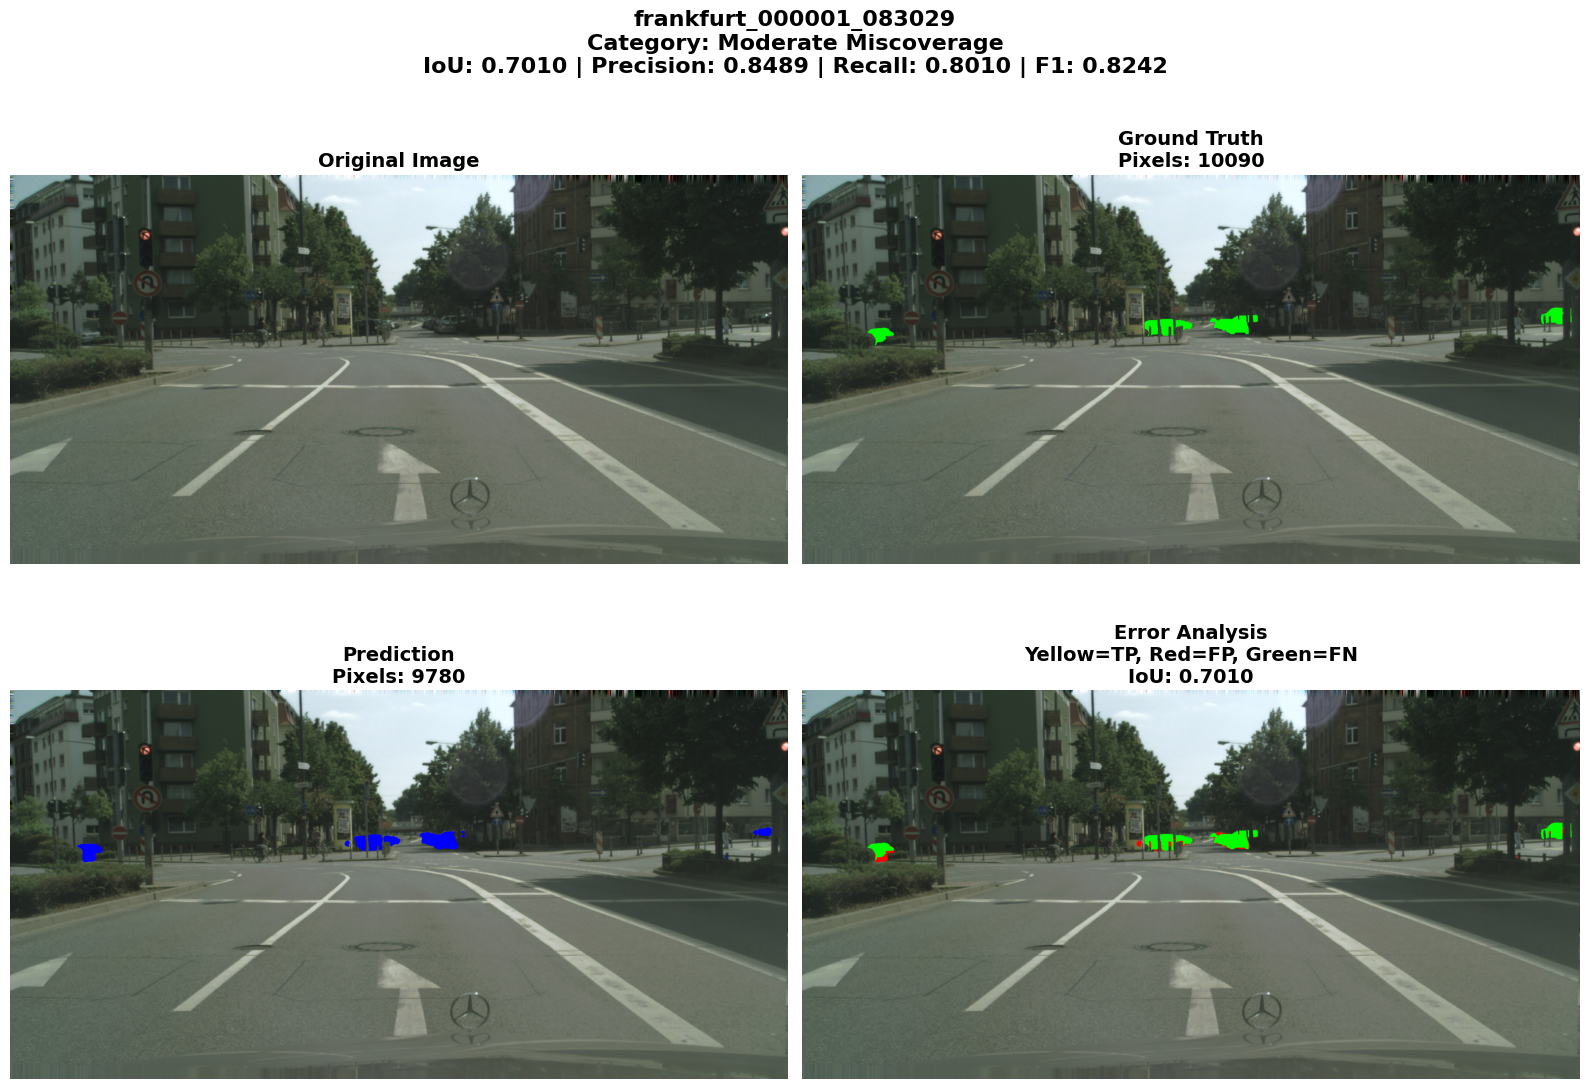 frankfurt_000001_083029
Category: Moderate Miscoverage
IoU: 0.7010 | Precision: 0.8489 | Recall: 0.8010 | F1: 0.8242
Original Image
Ground Truth
Pixels: 10090
Prediction
Pixels: 9780
Error Analysis
Yellow=TP, Red=FP, Green=FN
IoU: 0.7010